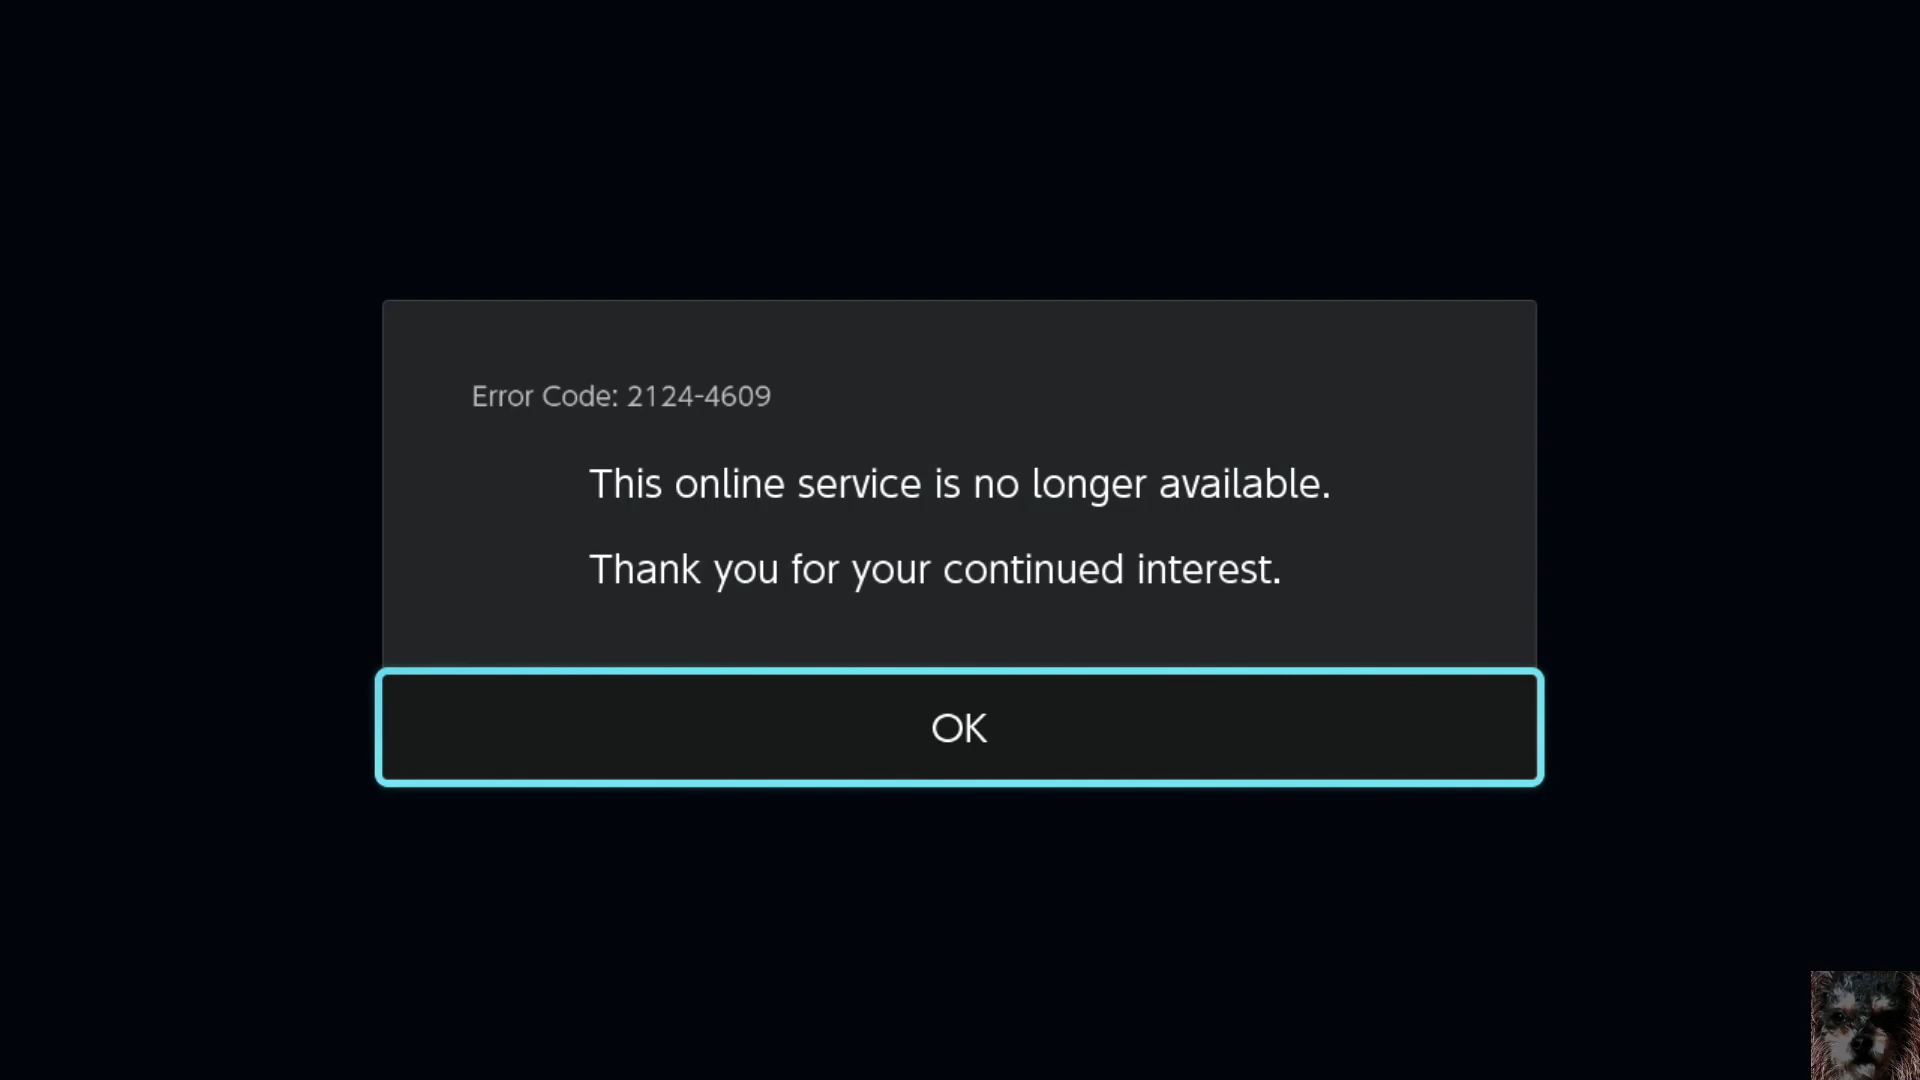 Error Code: 2124-4609
This online service is no longer available.
Thank you for your continued interest.
OK